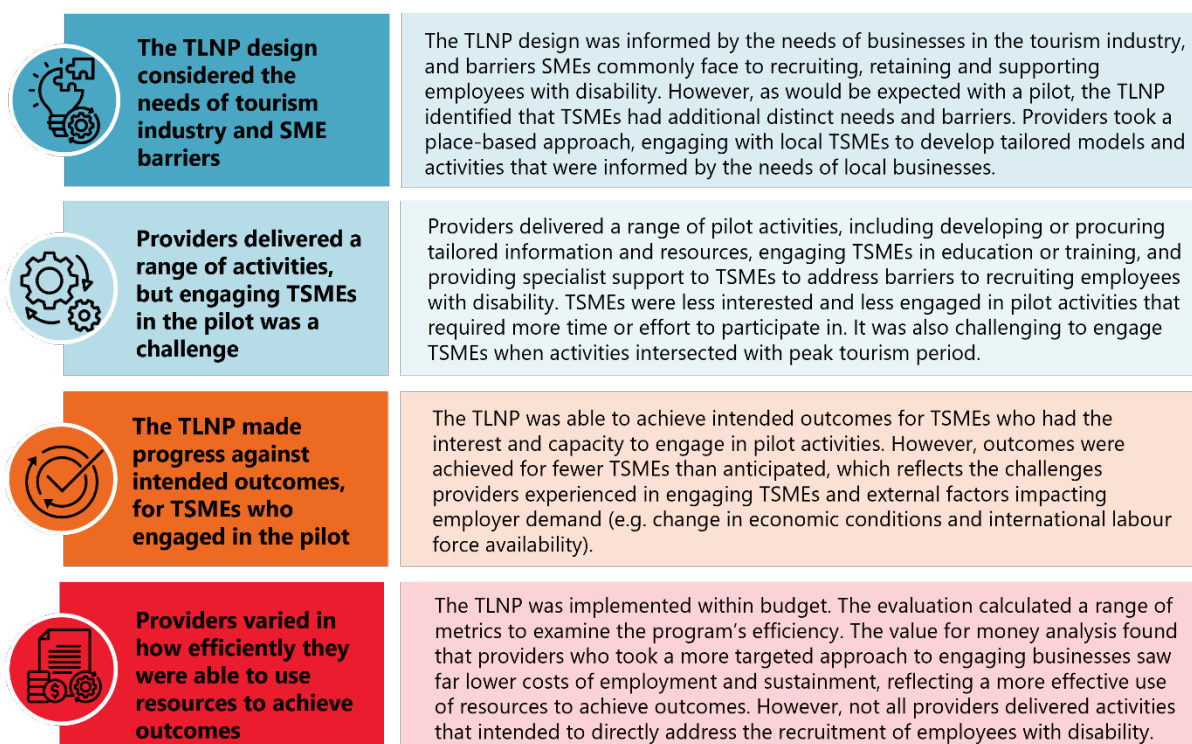 The TLNP design
considered the
needs of tourism
industry and SME
barriers
The TLNP design was informed by the needs of businesses in the tourism industry,
and barriers SMEs commonly face to recruiting, retaining and supporting
employees with disability. However, as would be expected with a pilot, the TLNP
identified that TSMEs had additional distinct needs and barriers. Providers took a
place-based approach, engaging with local TSMEs to develop tailored models and
activities that were informed by the needs of local businesses.
Providers delivered a
range of activities,
but engaging TSMEs
in the pilot was a
challenge
Providers delivered a range of pilot activities, including developing or procuring
tailored information and resources, engaging TSMEs in education or training, and
providing specialist support to TSMEs to address barriers to recruiting employees
with disability. TSMEs were less interested and less engaged in pilot activities that
required more time or effort to participate in. It was also challenging to engage
TSMEs when activities intersected with peak tourism period.
The TLNP made
progress against
intended outcomes,
for TSMEs who
engaged in the pilot
The TLNP was able to achieve intended outcomes for TSMEs who had the
interest and capacity to engage in pilot activities. However, outcomes were
achieved for fewer TSMEs than anticipated, which reflects the challenges
providers experienced in engaging TSMEs and external factors impacting
employer demand (e.g. change in economic conditions and international labour
force availability).
Providers varied in
how efficiently they
were able to use
resources to achieve
outcomes
The TLNP was implemented within budget. The evaluation calculated a range of
metrics to examine the program's efficiency. The value for money analysis found
that providers who took a more targeted approach to engaging businesses saw
far lower costs of employment and sustainment, reflecting a more effective use
of resources to achieve outcomes. However, not all providers delivered activities
that intended to directly address the recruitment of employees with disability.